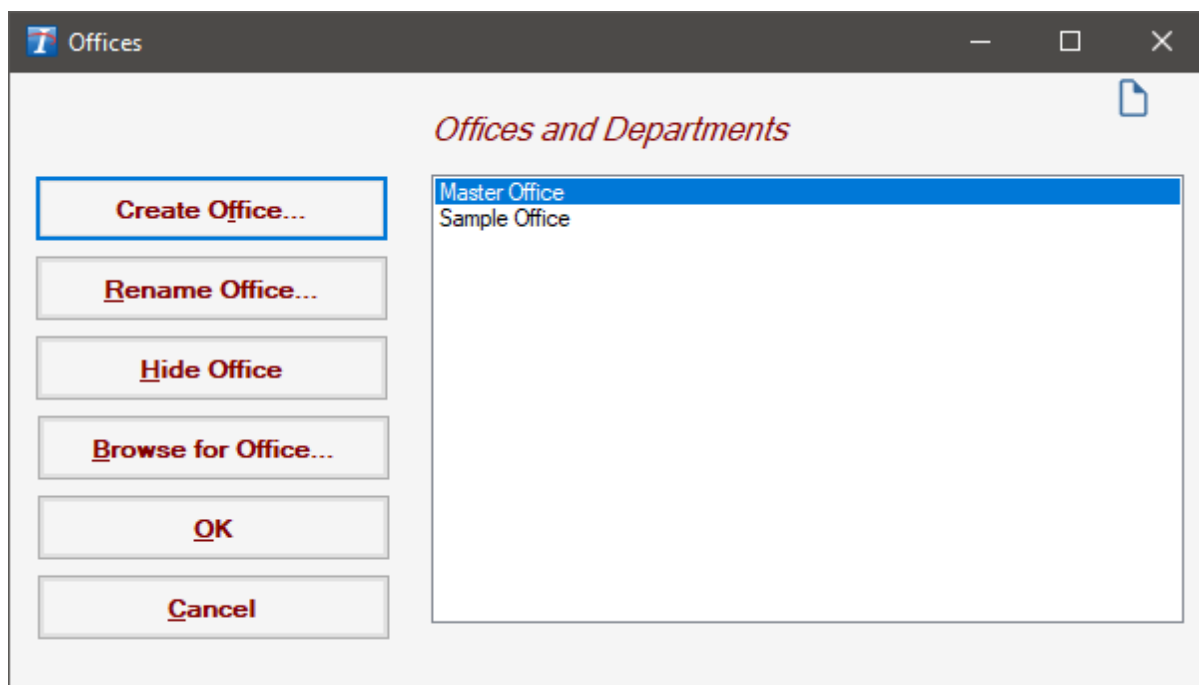 Offices
Offices and Departments
Create Office...
Rename Office...
Hide Office
Browse for Office...
OK
Cancel
Master Office
Sample Office